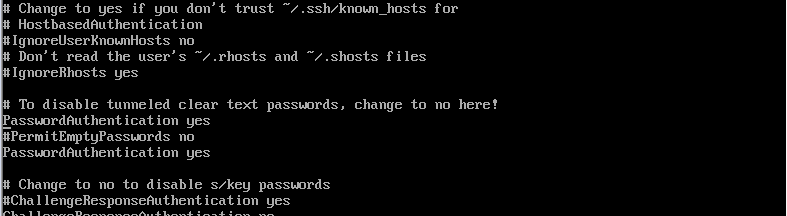 # Change to yes if you don't trust ~/.ssh/known_hosts for
# HostbasedAuthentication
#IgnoreUserKnownHosts no
# Don't read the user's ~/.rhosts and ~/.shosts files
#IgnoreRhosts yes
# To disable tunneled clear text passwords, change to no here!
PasswordAuthentication yes
#PermitEmptyPasswords no
PasswordAuthentication yes
# Change to no to disable s/key passwords
#ChallengeResponseAuthentication yes
ChallengeResponseAuthentication no